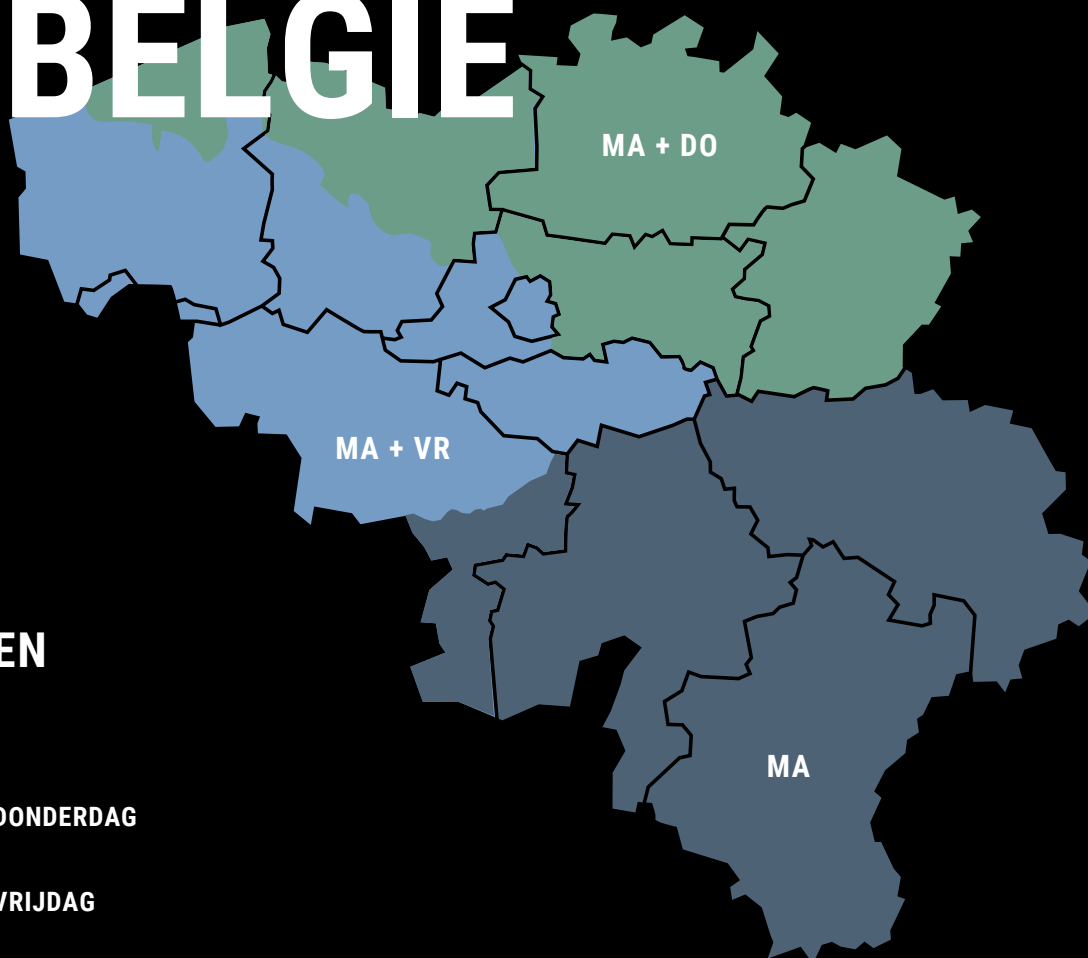 BELGIE
MA + DO
MA + VR
EN
MA
DONDERDAG
VRIJDAG